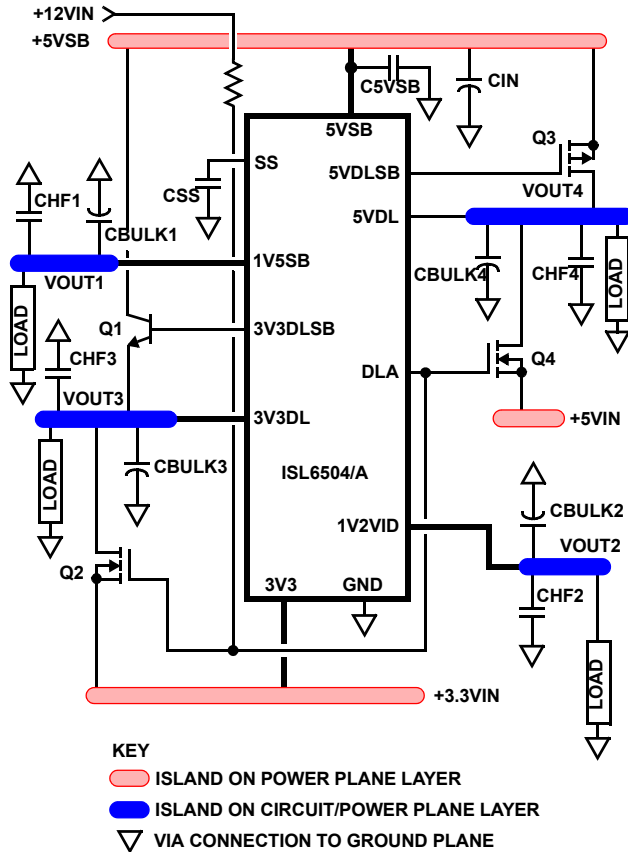 +12VIN
+5VSB
C5VSB
CIN
5VSB
Q3
SS
5VDLSB
VOUT4
CSS
CHF1
CBULK1
5VDL
1V5SB
VOUT1
CBULK4
CHF4
LOAD
LOAD
Q1
3V3DLSB
CHF3
DLA
Q4
VOUT3
3V3DL
+5VIN
CBULK3
ISL6504/A
LOAD
CBULK2
1V2VID
VOUT2
Q2
3V3
GND
CHF2
LOAD
+3.3VIN
KEY
ISLAND ON POWER PLANE LAYER
ISLAND ON CIRCUIT/POWER PLANE LAYER
VIA CONNECTION TO GROUND PLANE